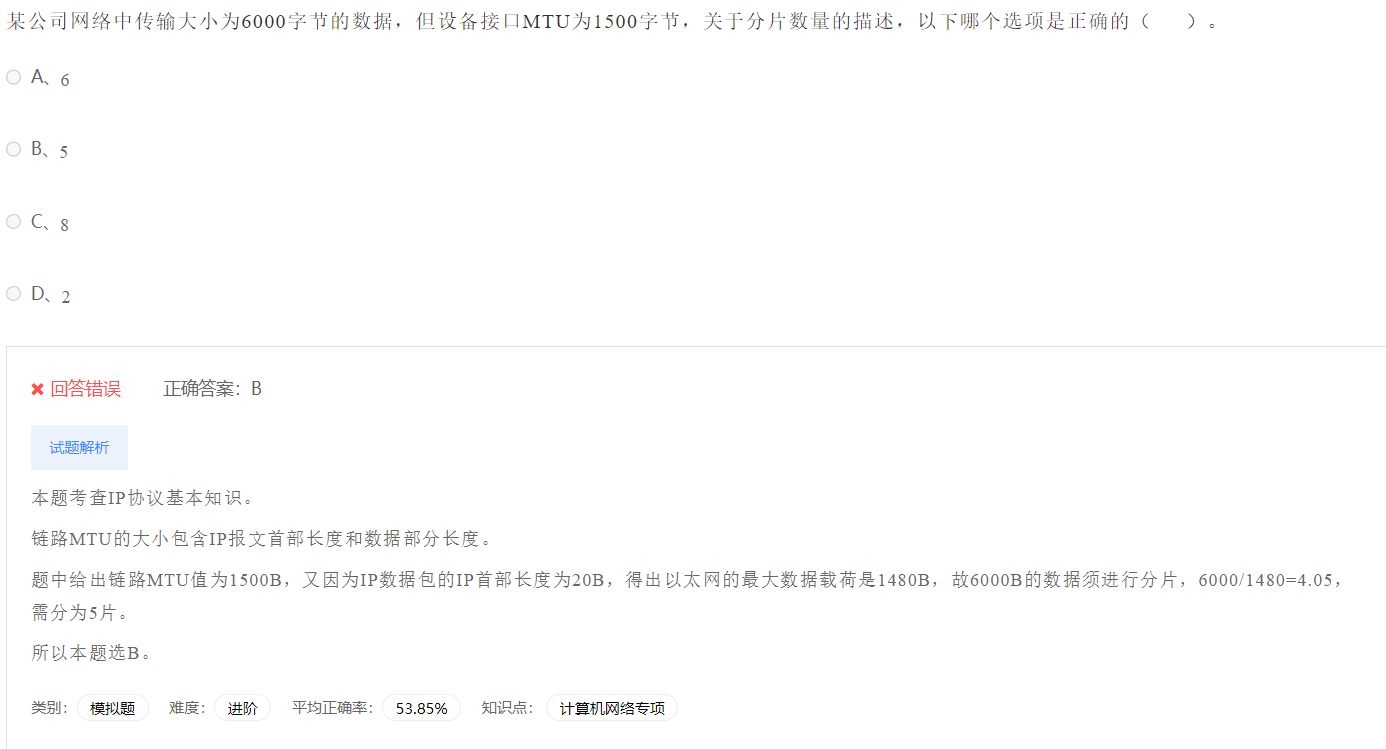 某公司网络中传输大小为6000字节的数据，但设备接口MTU为1500字节，关于分片数量的描述，以下哪个选项是正确的（　　）。
A、6
B、5
C、8
D、2
回答错误 正确答案：B
试题解析
本题考查IP协议基本知识。
链路MTU的大小包含IP报文首部长度和数据部分长度。
题中给出链路MTU值为1500B，又因为IP数据包的IP首部长度为20B，得出以太网的最大数据载荷是1480B，故6000B的数据须进行分片，6000/1480=4.05，
需分为5片。
所以本题选B。
类别： 模拟题 难度： 进阶 平均正确率： 53.85% 知识点： 计算机网络专项